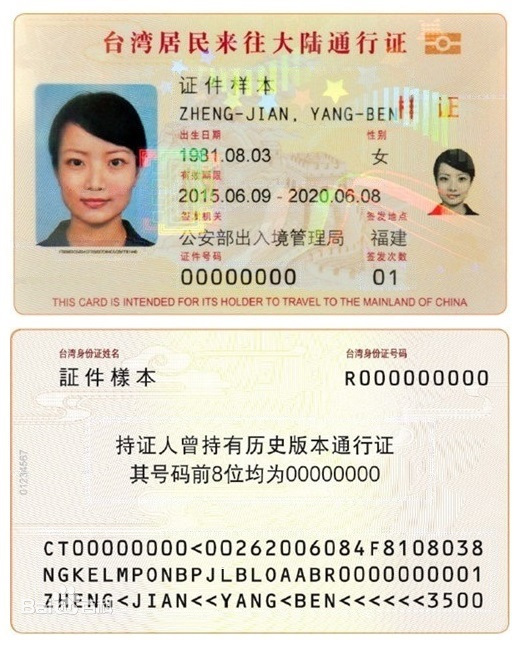 台湾居民来往大陆通行证
证件样本
ZHENG-JIAN, YANG-BEN
样 证
出生日期 性别
1981.08.03 女
有效期限
2015.06.09 - 2020.06.08
签发机关 签发地点
公安部出入境管理局 福建
证件号码 签发次数
00000000 01
THIS CARD IS INTENDED FOR ITS HOLDER TO TRAVEL TO THE MAINLAND OF CHINA
台湾身份证姓名 台湾身份证号码
証件樣本 R000000000
持证人曾持有历史版本通行证
其号码前8位均为00000000
01234567
CT00000000<00262006084F8108038
NGKELMPONBPJLBLOAABR0000000001
ZHENG<JIAN<<YANG<BEN<<<<<<3500